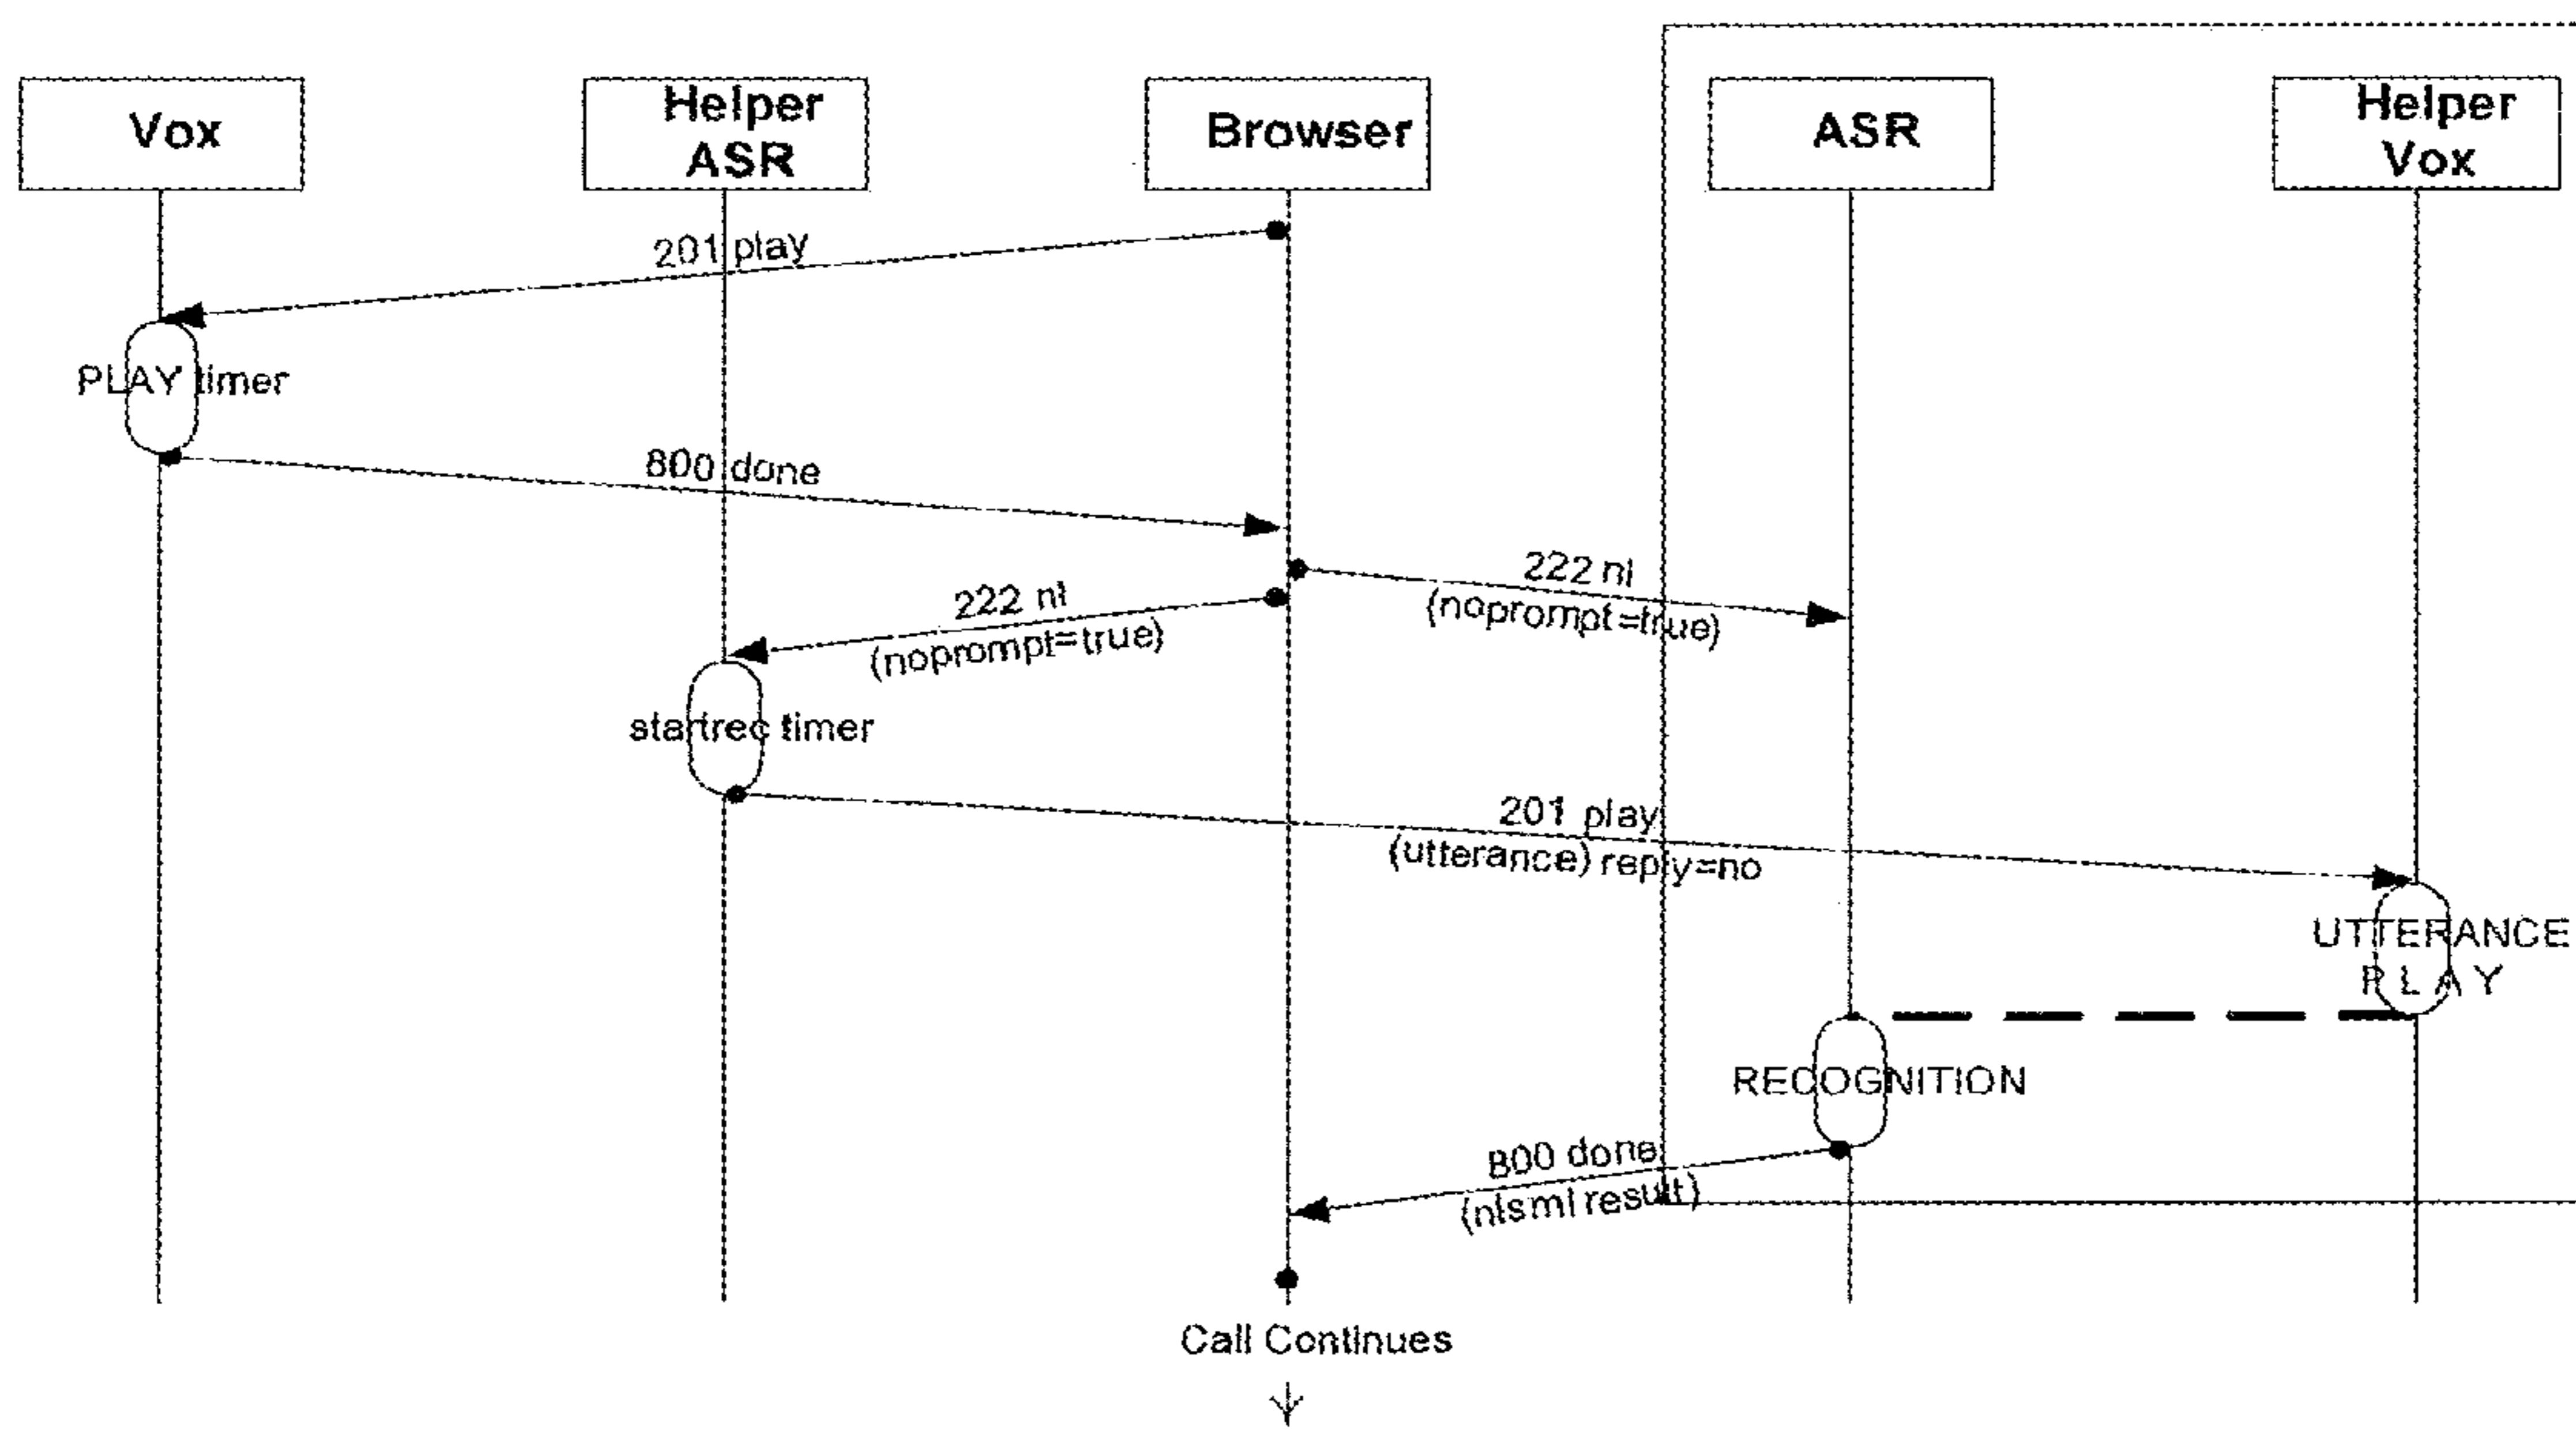 Vox
Helper
ASR
Browser
ASR
Helper
Vox
201 play
PLAY timer
800 done
222 nl
(noprompt=true)
222 nl
(noprompt=true)
startrec timer
201 play
(utterance) reply=no
UTTERANCE
PLAY
RECOGNITION
800 done
(nlsml result)
Call Continues